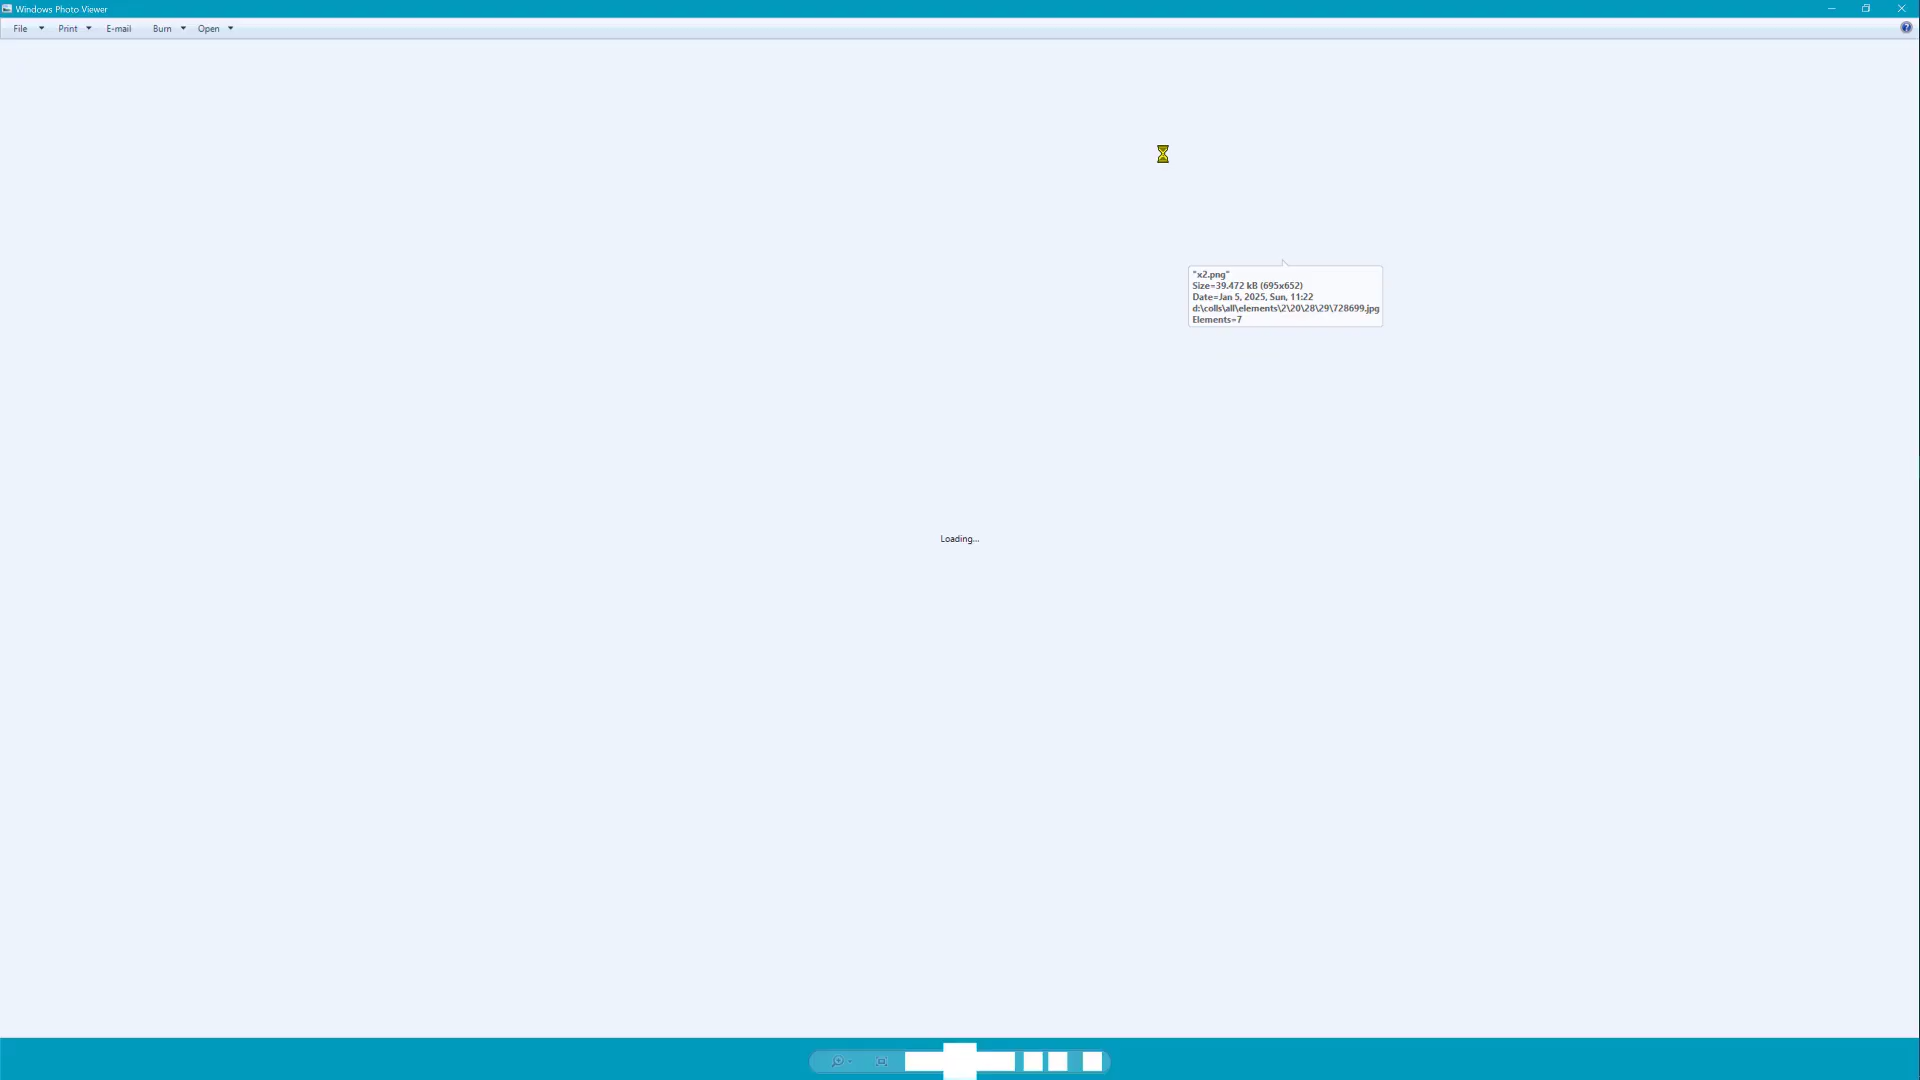 Windows Photo Viewer
File Print E-mail Burn Open
"x2.png"
Size=39.472 kB (695x652)
Date=Jan 5, 2025, Sun, 11:22
d:\colls\all\elements\2\20\28\29\728699.jpg
Elements=7
Loading...